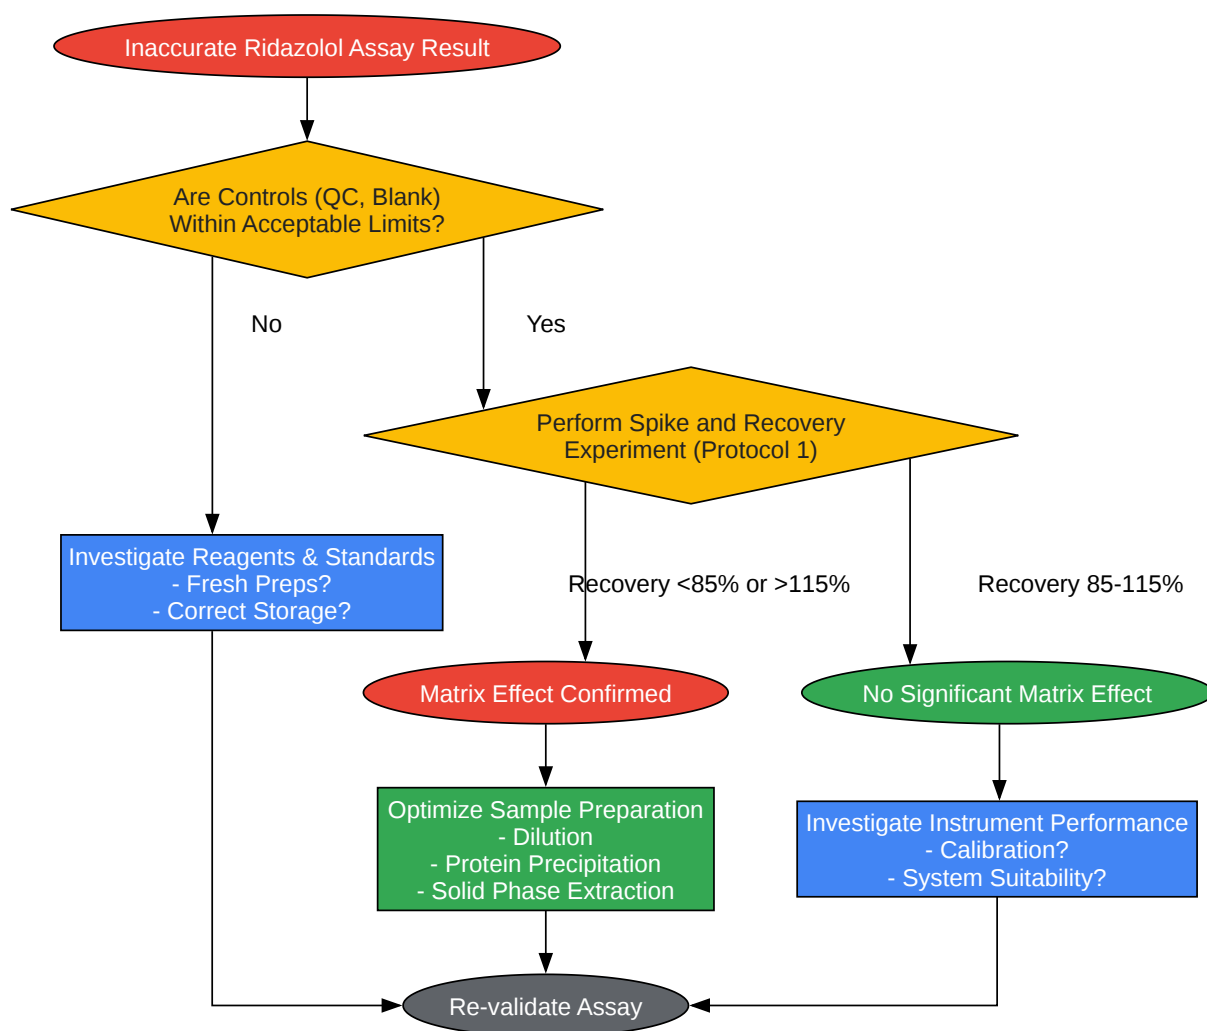 Inaccurate Ridazolol Assay Result
Are Controls (QC, Blank)
Within Acceptable Limits?
No
Yes
Perform Spike and Recovery
Experiment (Protocol 1)
Investigate Reagents & Standards
- Fresh Preps?
- Correct Storage?
Recovery <85% or >115%
Recovery 85-115%
Matrix Effect Confirmed
No Significant Matrix Effect
Optimize Sample Preparation
- Dilution
- Protein Precipitation
- Solid Phase Extraction
Investigate Instrument Performance
- Calibration?
- System Suitability?
Re-validate Assay